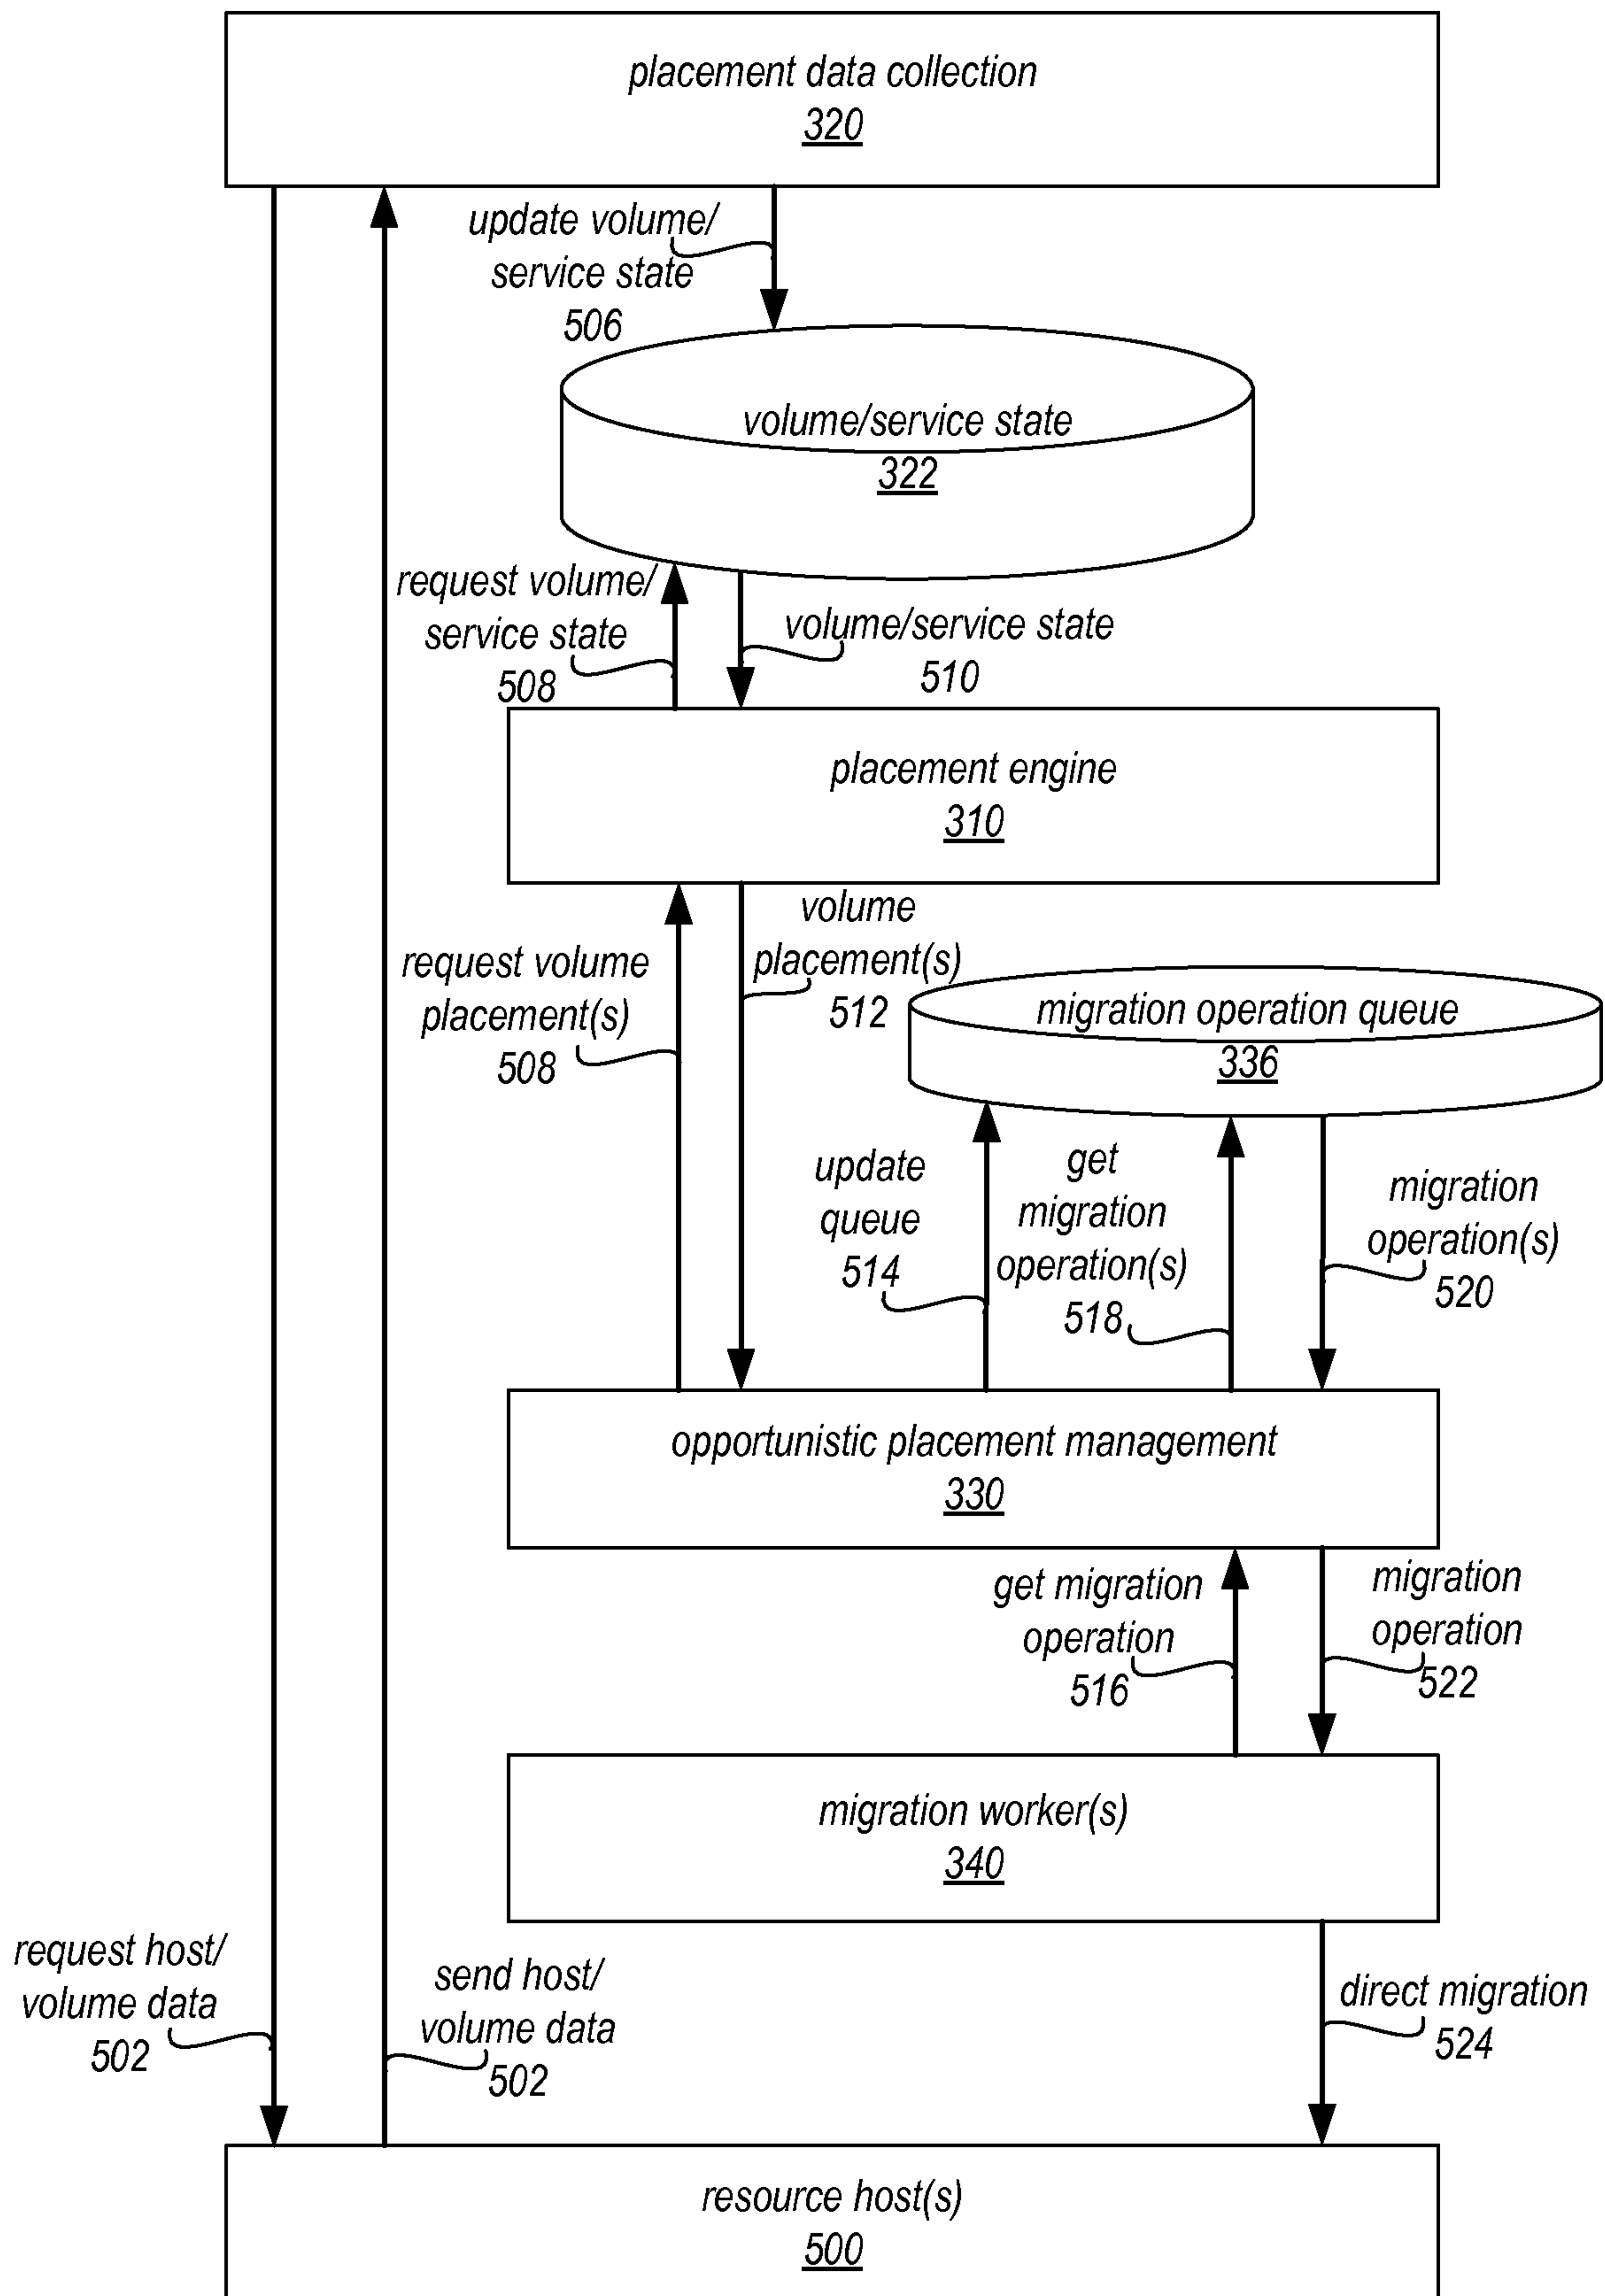 placement data collection
320
update volume/
service state
506
volume/service state
322
request volume/
service state
508
volume/service state
510
placement engine
310
volume
placement(s)
512
request volume
placement(s)
508
migration operation queue
336
update
queue
514
get
migration
operation(s)
518
migration
operation(s)
520
opportunistic placement management
330
get migration
operation
516
migration
operation
522
migration worker(s)
340
request host/
volume data
502
send host/
volume data
502
direct migration
524
resource host(s)
500